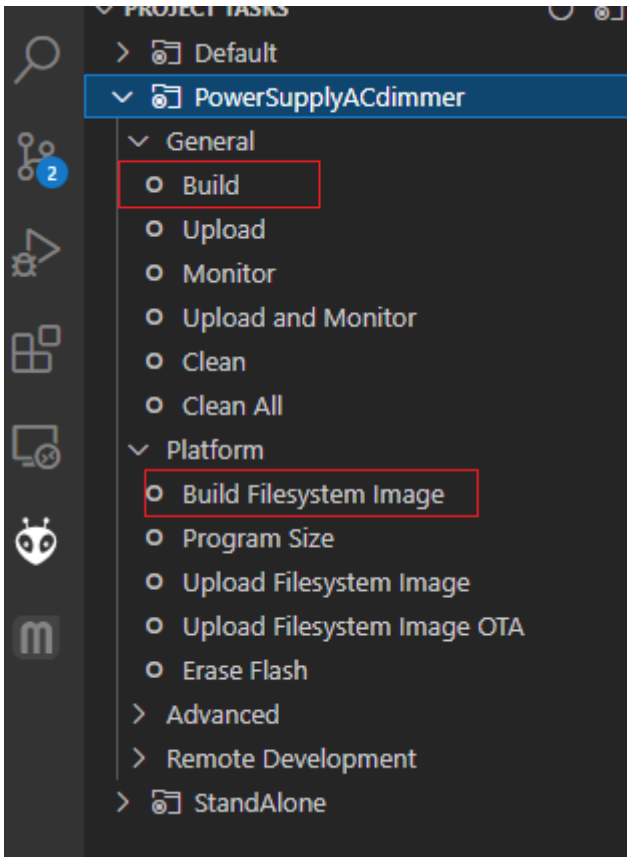 PROJECT TASKS
Default
PowerSupplyACdimmer
General
Build
2
Upload
Monitor
Upload and Monitor
Clean
Clean All
Platform
Build Filesystem Image
Program Size
Upload Filesystem Image
Upload Filesystem Image OTA
m
Erase Flash
Advanced
Remote Development
StandAlone